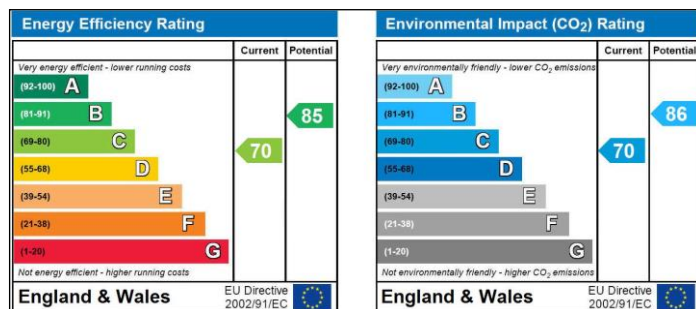 Energy Efficiency Rating
Current Potential
Very energy efficient - lower running costs
(92-100) A
(81-91) B
85
(69-80) C
70
(55-68) D
(39-54) E
(21-38) F
(1-20) G
Not energy efficient - higher running costs
England & Wales
EU Directive
2002/91/EC
Environmental Impact (CO2) Rating
Current Potential
Very environmentally friendly - lower CO2 emissions
(92-100) A
(81-91) B
86
(69-80) C
70
(55-68) D
(39-54) E
(21-38) F
(1-20) G
Not environmentally friendly - higher CO2 emissions
England & Wales
EU Directive
2002/91/EC